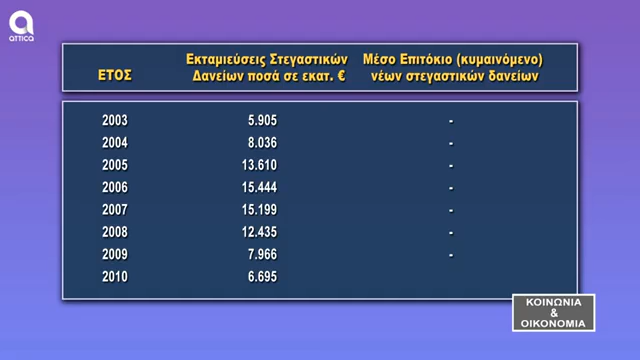 ATTICA
ΕΤΟΣ
Εκταμιεύσεις Στεγαστικών
Δανείων ποσά σε εκατ. €
Μέσο Επιτόκιο (κυμαινόμενο)
νέων στεγαστικών δανείων
2003 5.905 -
2004 8.036 -
2005 13.610 -
2006 15.444 -
2007 15.199 -
2008 12.435 -
2009 7.966 -
2010 6.695
ΚΟΙΝΩΝΙΑ
&
ΟΙΚΟΝΟΜΙΑ